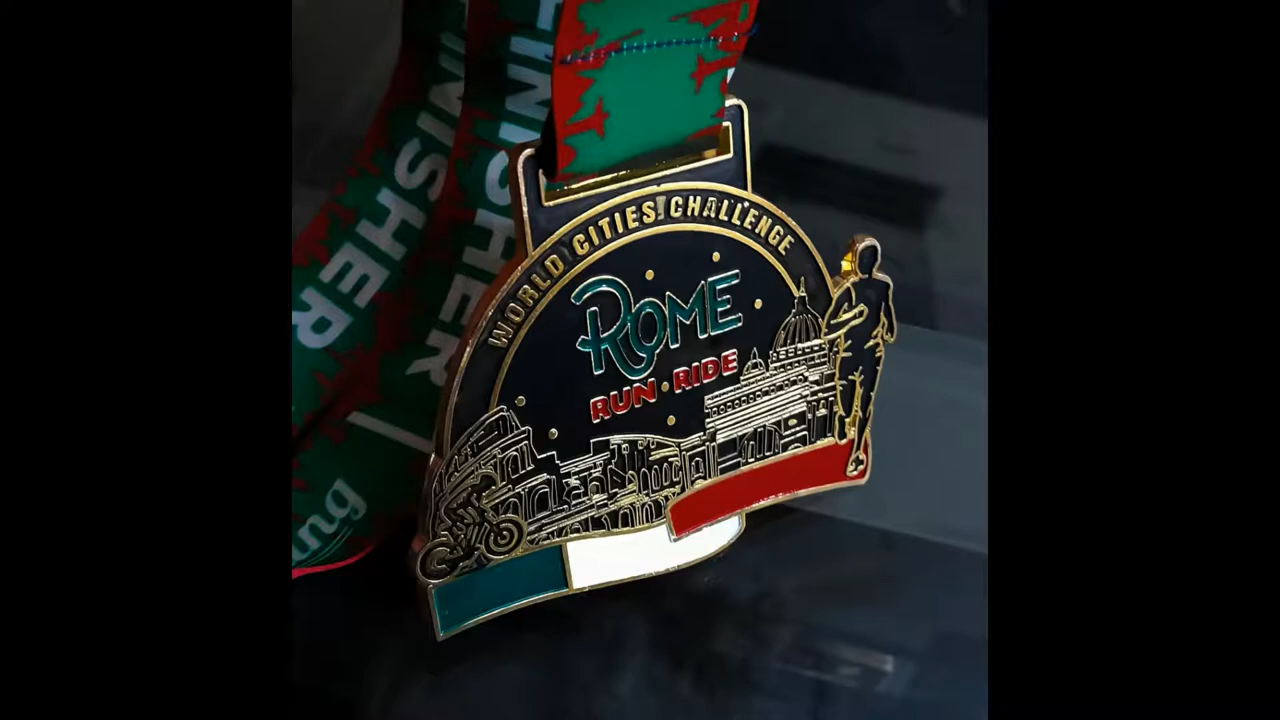 FINISHER
FINISHER
WORLD CITIES CHALLENGE
ROME
RUN • RIDE